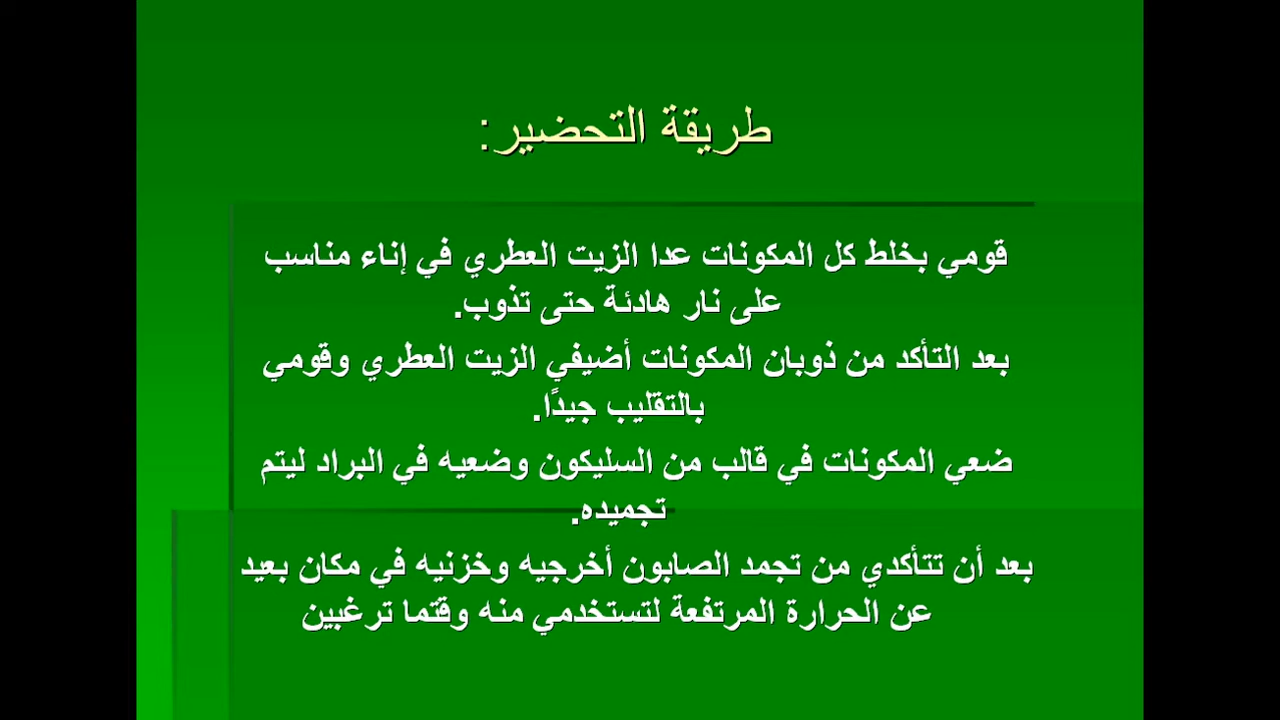 طريقة التحضير:
قومي بخلط كل المكونات عدا الزيت العطري في إناء مناسب
على نار هادئة حتى تذوب.
بعد التأكد من ذوبان المكونات أضيفي الزيت العطري وقومي
بالتقليب جيدًا.
ضعي المكونات في قالب من السليكون وضعيه في البراد ليتم
تجميده.
بعد أن تتأكدي من تجمد الصابون أخرجيه وخزنيه في مكان بعيد
عن الحرارة المرتفعة لتستخدمي منه وقتما ترغبين